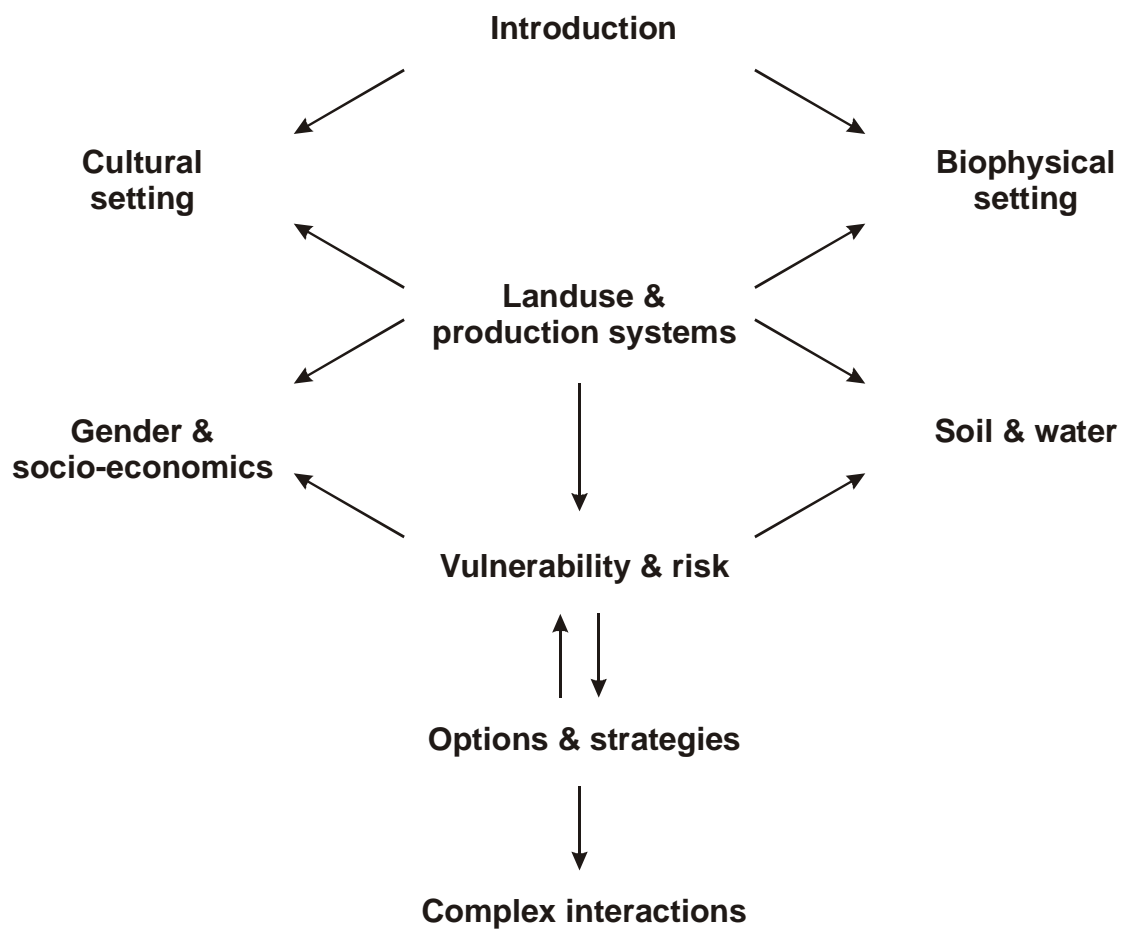 Introduction
Cultural
setting
Biophysical
setting
Landuse &
production systems
Gender &
socio-economics
Soil & water
Vulnerability & risk
Options & strategies
Complex interactions